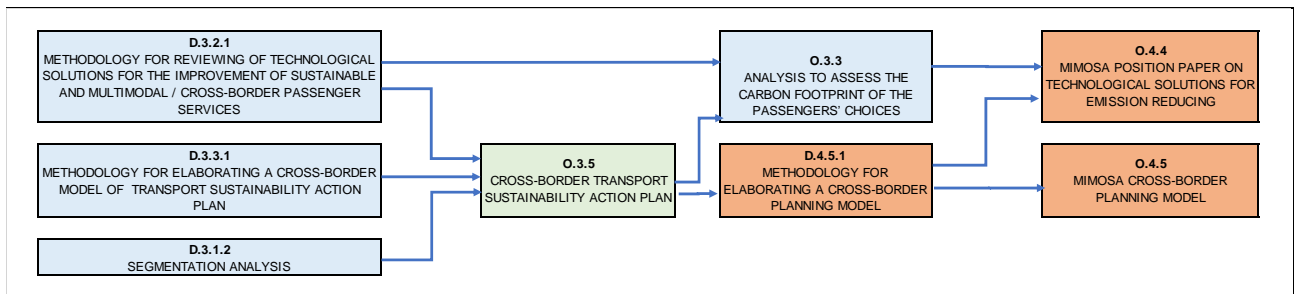 D.3.2.1
METHODOLOGY FOR REVIEWING OF TECHNOLOGICAL
SOLUTIONS FOR THE IMPROVEMENT OF SUSTAINABLE
AND MULTIMODAL / CROSS-BORDER PASSENGER
SERVICES
D.3.3.1
METHODOLOGY FOR ELABORATING A CROSS-BORDER
MODEL OF TRANSPORT SUSTAINABILITY ACTION
PLAN
D.3.1.2
SEGMENTATION ANALYSIS
O.3.5
CROSS-BORDER TRANSPORT
SUSTAINABILITY ACTION PLAN
O.3.3
ANALYSIS TO ASSESS THE
CARBON FOOTPRINT OF THE
PASSENGERS' CHOICES
D.4.5.1
METHODOLOGY FOR
ELABORATING A CROSS-BORDER
PLANNING MODEL
O.4.4
MIMOSA POSITION PAPER ON
TECHNOLOGICAL SOLUTIONS FOR
EMISSION REDUCING
O.4.5
MIMOSA CROSS-BORDER
PLANNING MODEL